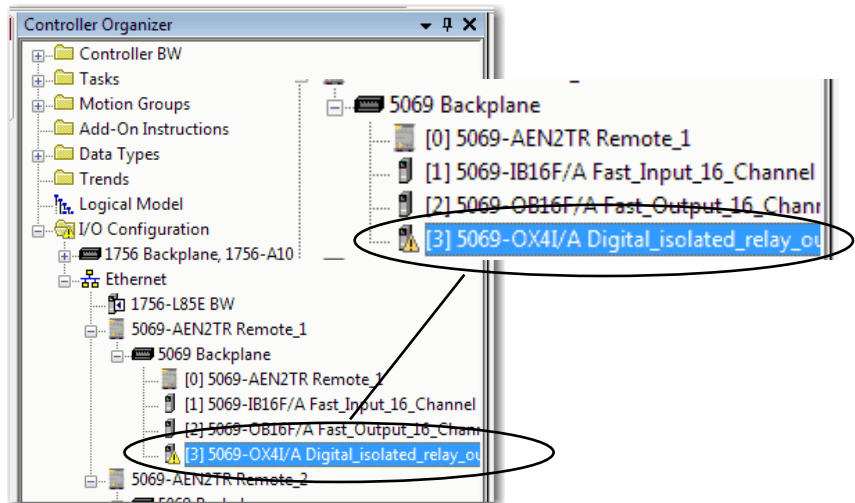 Controller Organizer
Controller BW
Tasks
Motion Groups
Add-On Instructions
Data Types
Trends
Logical Model
I/O Configuration
1756 Backplane, 1756-A10
Ethernet
1756-L85E BW
5069-AEN2TR Remote_1
5069 Backplane
[0] 5069-AEN2TR Remote_1
[1] 5069-IB16F/A Fast_Input_16_Channel
[2] 5069-OB16F/A Fast_Output_16_Chann
[3] 5069-OX4I/A Digital_isolated_relay_ou
5069-AEN2TR Remote_2
5069 Backplane
5069 Backplane
[0] 5069-AEN2TR Remote_1
[1] 5069-IB16F/A Fast_Input_16_Channel
[2] 5069-OB16F/A Fast_Output_16_Chann
[3] 5069-OX4I/A Digital_isolated_relay_ou